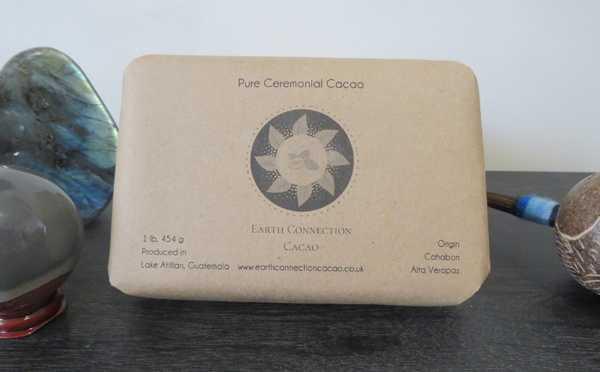 Pure Ceremonial Cacao
EARTH CONNECTION
CACAO
1 lb, 454 g
Produced in
Lake Atitlan, Guatemala
www.earthconnectioncacao.co.uk
Origin
Cahabon
Alta Verapas